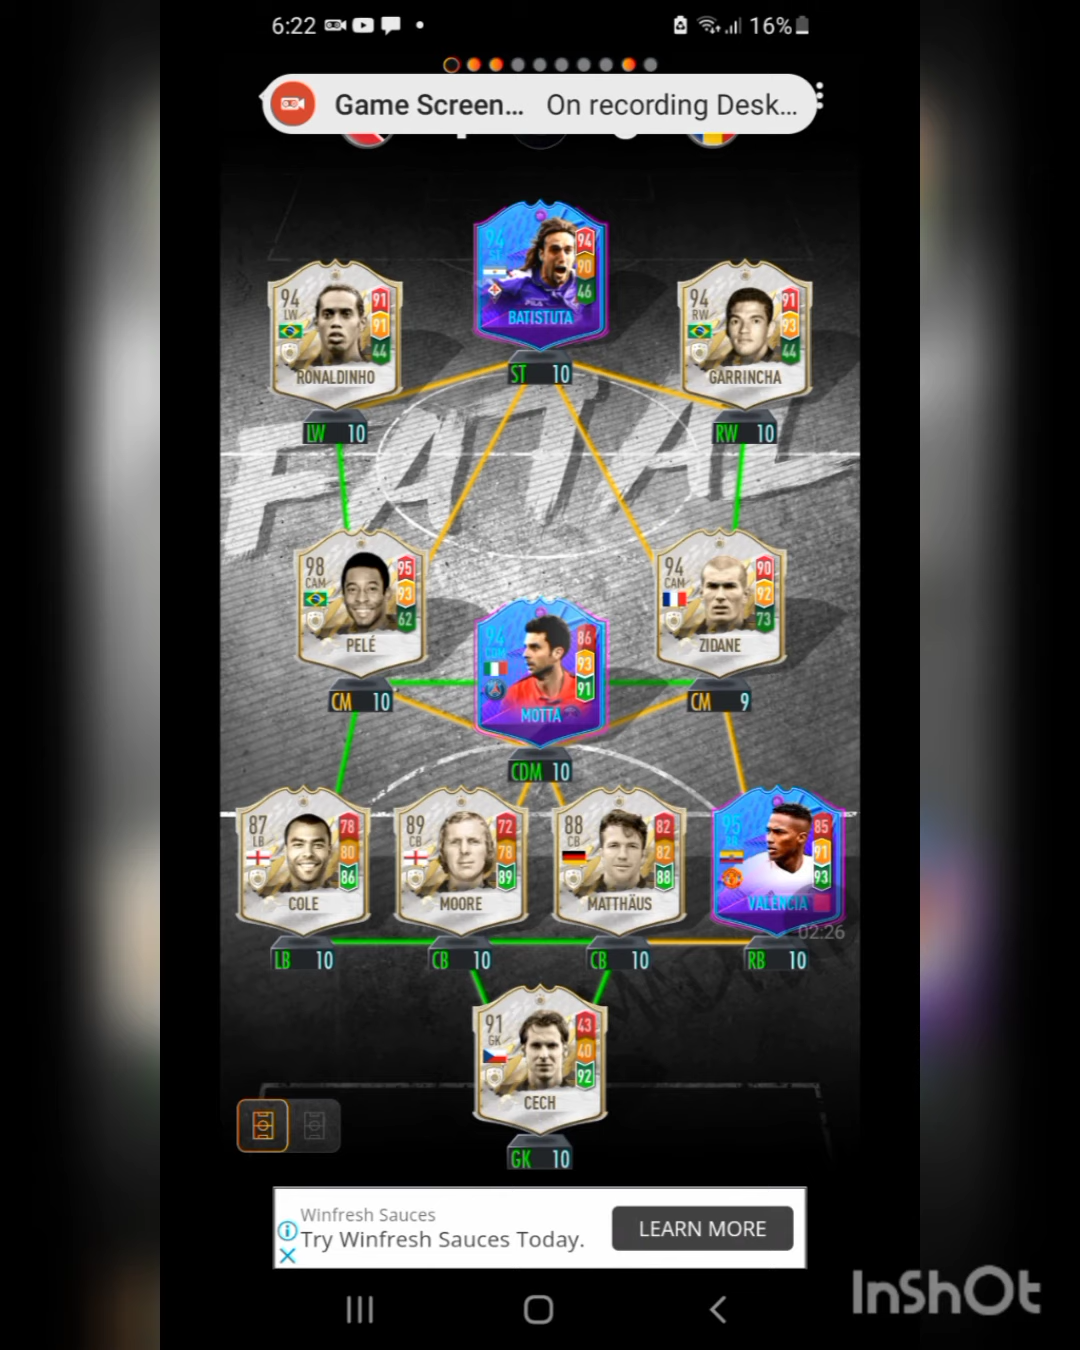 6:22 16%
Game Screen... On recording Desk...
94 ST 94 90 46
BATISTUTA
ST 10
94 LW 91 91 44
RONALDINHO
LW 10
94 RW 91 93 44
GARRINCHA
RW 10
FATAL
98 CAM 95 93 62
PELÉ
CM 10
94 CDM 86 93 91
MOTTA
CDM 10
94 CAM 90 92 73
ZIDANE
CM 9
87 LB 78 80 86
COLE
LB 10
89 CB 72 78 89
MOORE
CB 10
88 CB 82 82 88
MATTHÄUS
CB 10
95 85 91 93
VALENCIA
02:26
RB 10
91 GK 43 40 92
CECH
GK 10
Winfresh Sauces
Try Winfresh Sauces Today.
LEARN MORE
InShOt